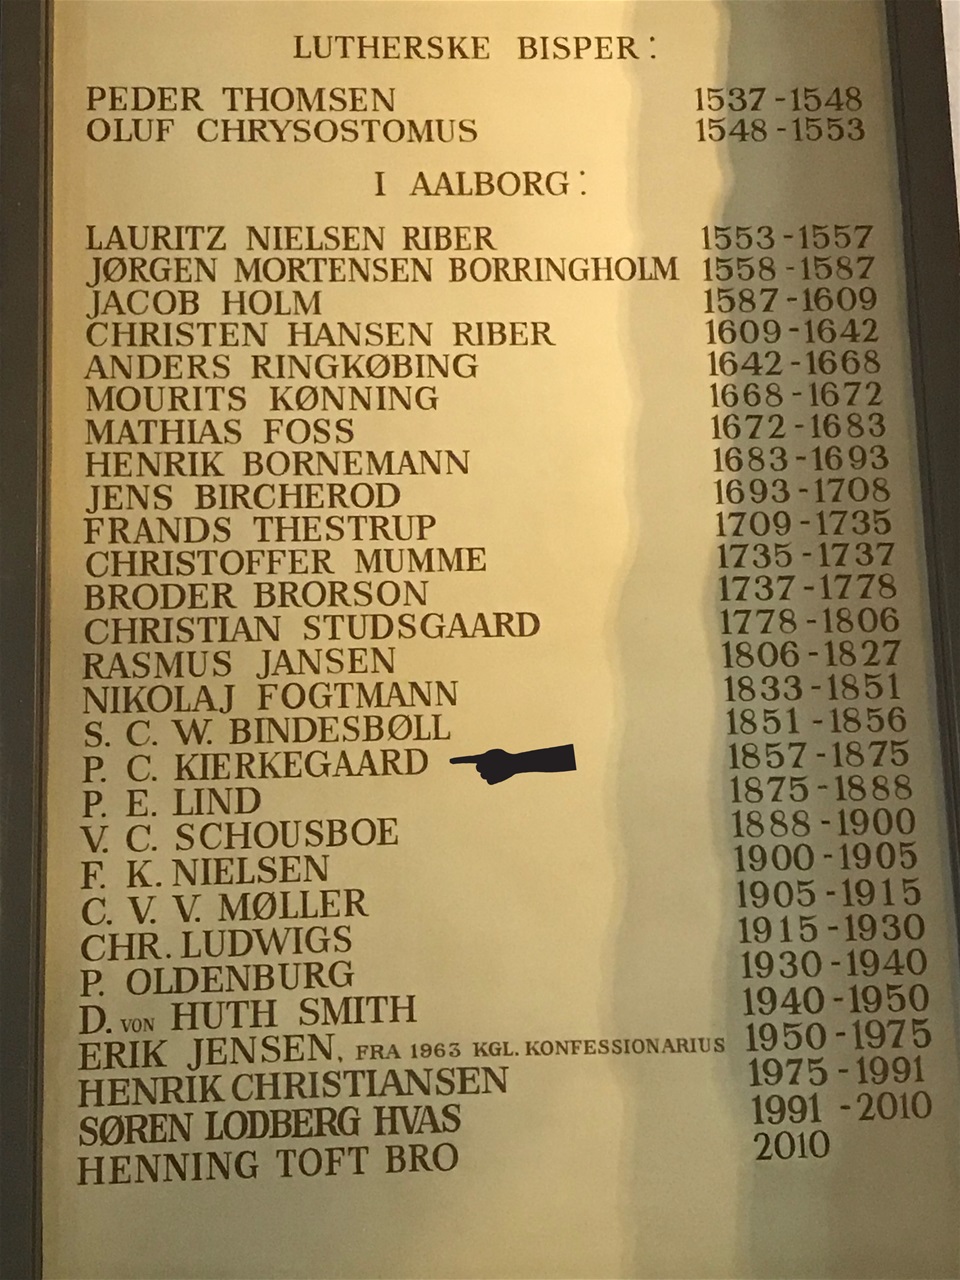 LUTHERSKE BISPER:
PEDER THOMSEN 1537-1548
OLUF CHRYSOSTOMUS 1548-1553
I AALBORG:
LAURITZ NIELSEN RIBER 1553-1557
JØRGEN MORTENSEN BORRINGHOLM 1558-1587
JACOB HOLM 1587-1609
CHRISTEN HANSEN RIBER 1609-1642
ANDERS RINGKØBING 1642-1668
MOURITS KØNNING 1668-1672
MATHIAS FOSS 1672-1683
HENRIK BORNEMANN 1683-1693
JENS BIRCHEROD 1693-1708
FRANDS THESTRUP 1709-1735
CHRISTOFFER MUMME 1735-1737
BRODER BRORSON 1737-1778
CHRISTIAN STUDSGAARD 1778-1806
RASMUS JANSEN 1806-1827
NIKOLAJ FOGTMANN 1833-1851
S. C. W. BINDESBØLL 1851-1856
P. C. KIERKEGAARD 1857-1875
P. E. LIND 1875-1888
V. C. SCHOUSBOE 1888-1900
F. K. NIELSEN 1900-1905
C. V. V. MØLLER 1905-1915
CHR. LUDWIGS 1915-1930
P. OLDENBURG 1930-1940
D. VON HUTH SMITH 1940-1950
ERIK JENSEN, FRA 1963 KGL. KONFESSIONARIUS 1950-1975
HENRIK CHRISTIANSEN 1975-1991
SØREN LODBERG HVAS 1991-2010
HENNING TOFT BRO 2010